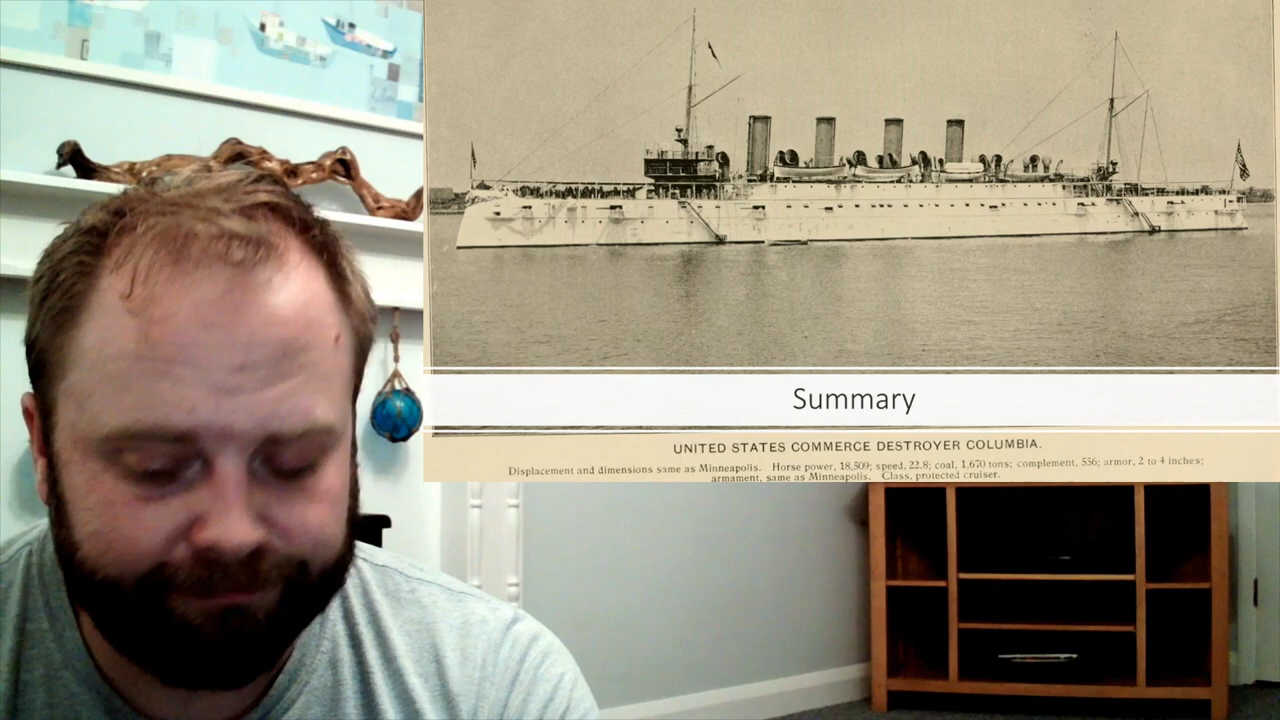 Summary
UNITED STATES COMMERCE DESTROYER COLUMBIA.
Displacement and dimensions same as Minneapolis. Horse power, 18,509; speed, 22.8; coal, 1,670 tons; complement, 556; armor, 2 to 4 inches;
armament, same as Minneapolis. Class, protected cruiser.